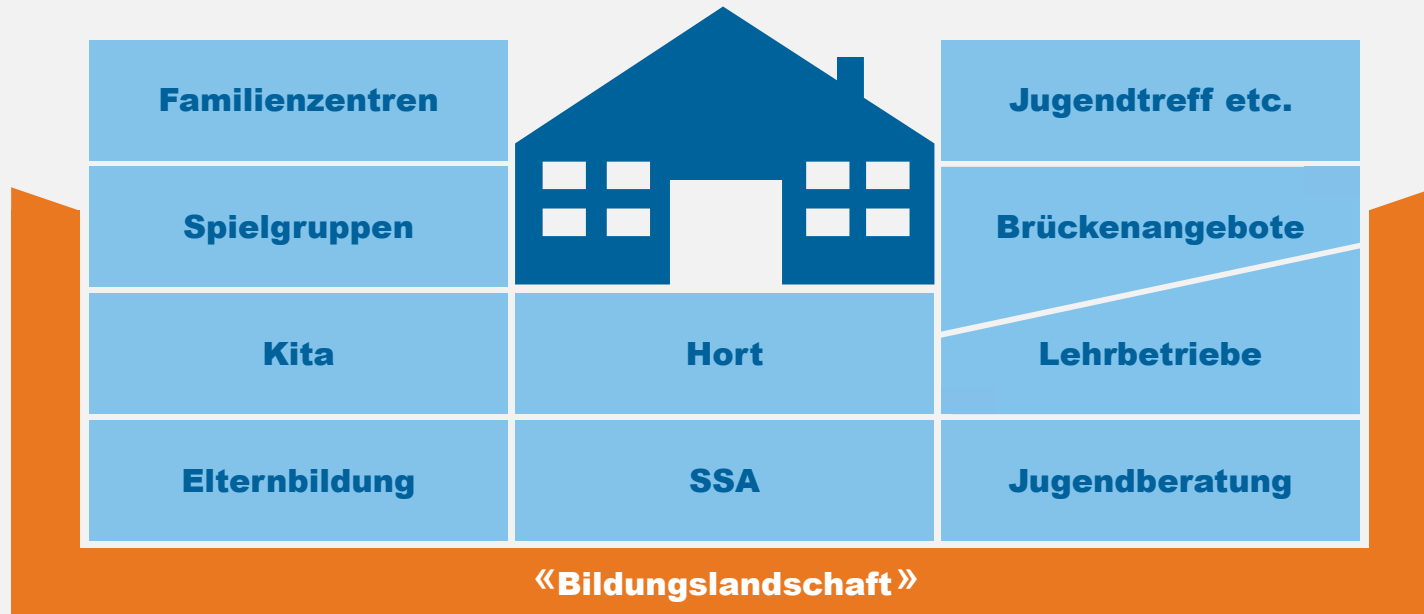 Familienzentren
Jugendtreff etc.
Spielgruppen
Brückenangebote
Kita
Hort
Lehrbetriebe
Elternbildung
SSA
Jugendberatung
«Bildungslandschaft»